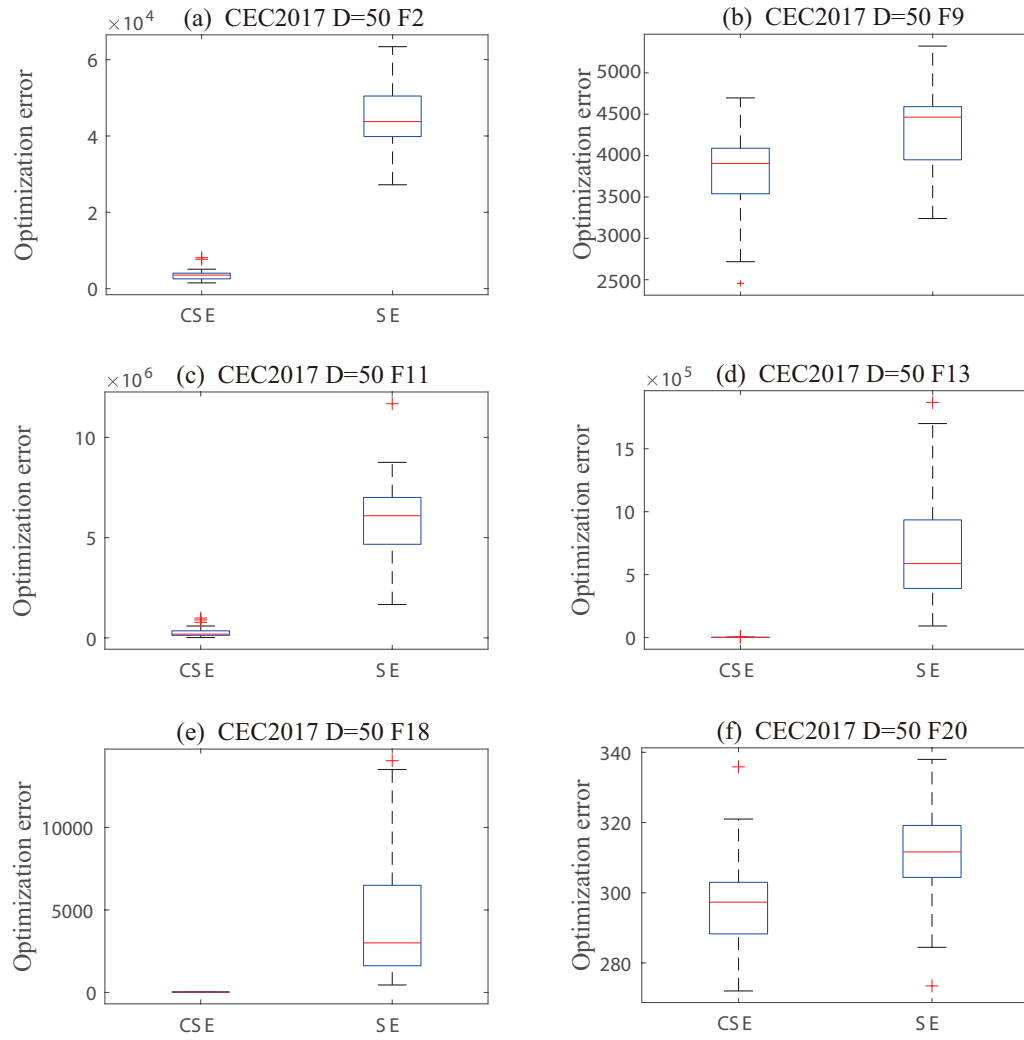 (a) CEC2017 D=50 F2
×10^4
Optimization error
6
4
2
0
CSE
SE
(b) CEC2017 D=50 F9
Optimization error
5000
4500
4000
3500
3000
2500
(c) CEC2017 D=50 F11
×10^6
Optimization error
10
5
0
CSE
SE
(d) CEC2017 D=50 F13
×10^5
Optimization error
15
10
5
0
CSE
SE
(e) CEC2017 D=50 F18
Optimization error
10000
5000
0
CSE
SE
(f) CEC2017 D=50 F20
Optimization error
340
320
300
280
CSE
SE